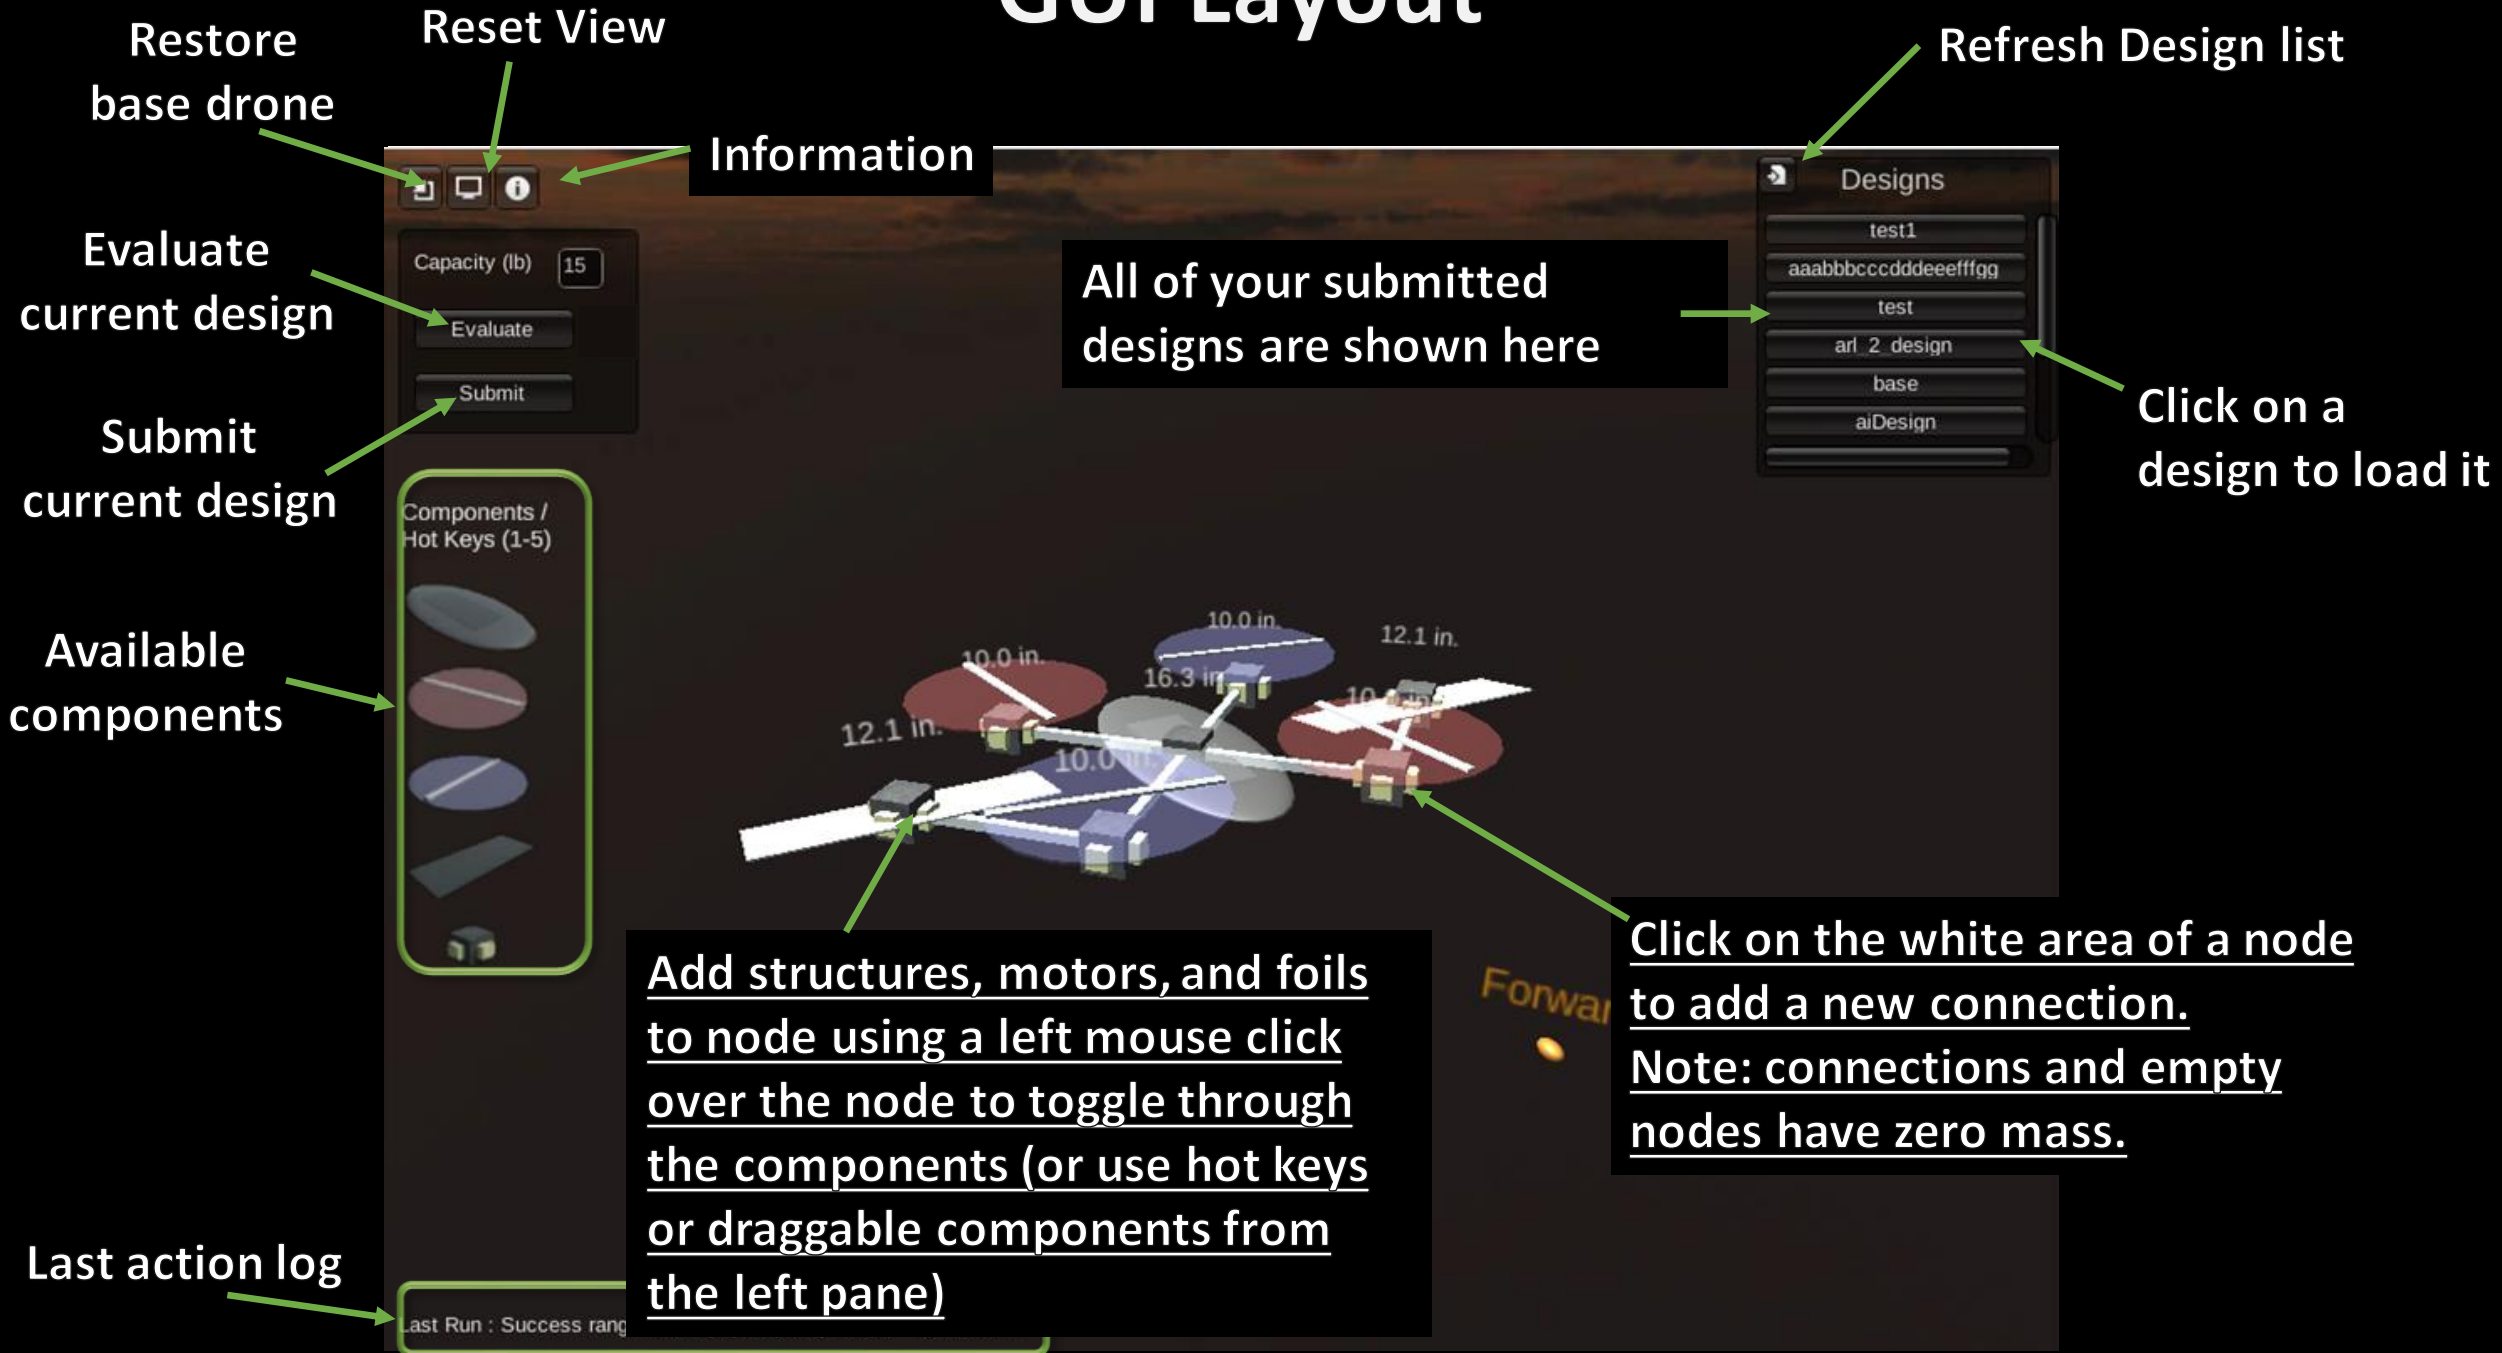 GUI Layout
Restore
base drone
Reset View
Information
Refresh Design list
Evaluate
current design
Submit
current design
Available
components
Last action log
Capacity (lb) 15
Evaluate
Submit
Components /
Hot Keys (1-5)
Designs
test1
aaabbbcccdddeeefffgg
test
arl_2_design
base
aiDesign
All of your submitted
designs are shown here
Click on a
design to load it
10.0 in.
12.1 in.
10.0 in.
16.3 in
12.1 in.
10.0 in.
Forwar
Click on the white area of a node
to add a new connection.
Note: connections and empty
nodes have zero mass.
Add structures, motors, and foils
to node using a left mouse click
over the node to toggle through
the components (or use hot keys
or draggable components from
the left pane)
Last Run : Success rang